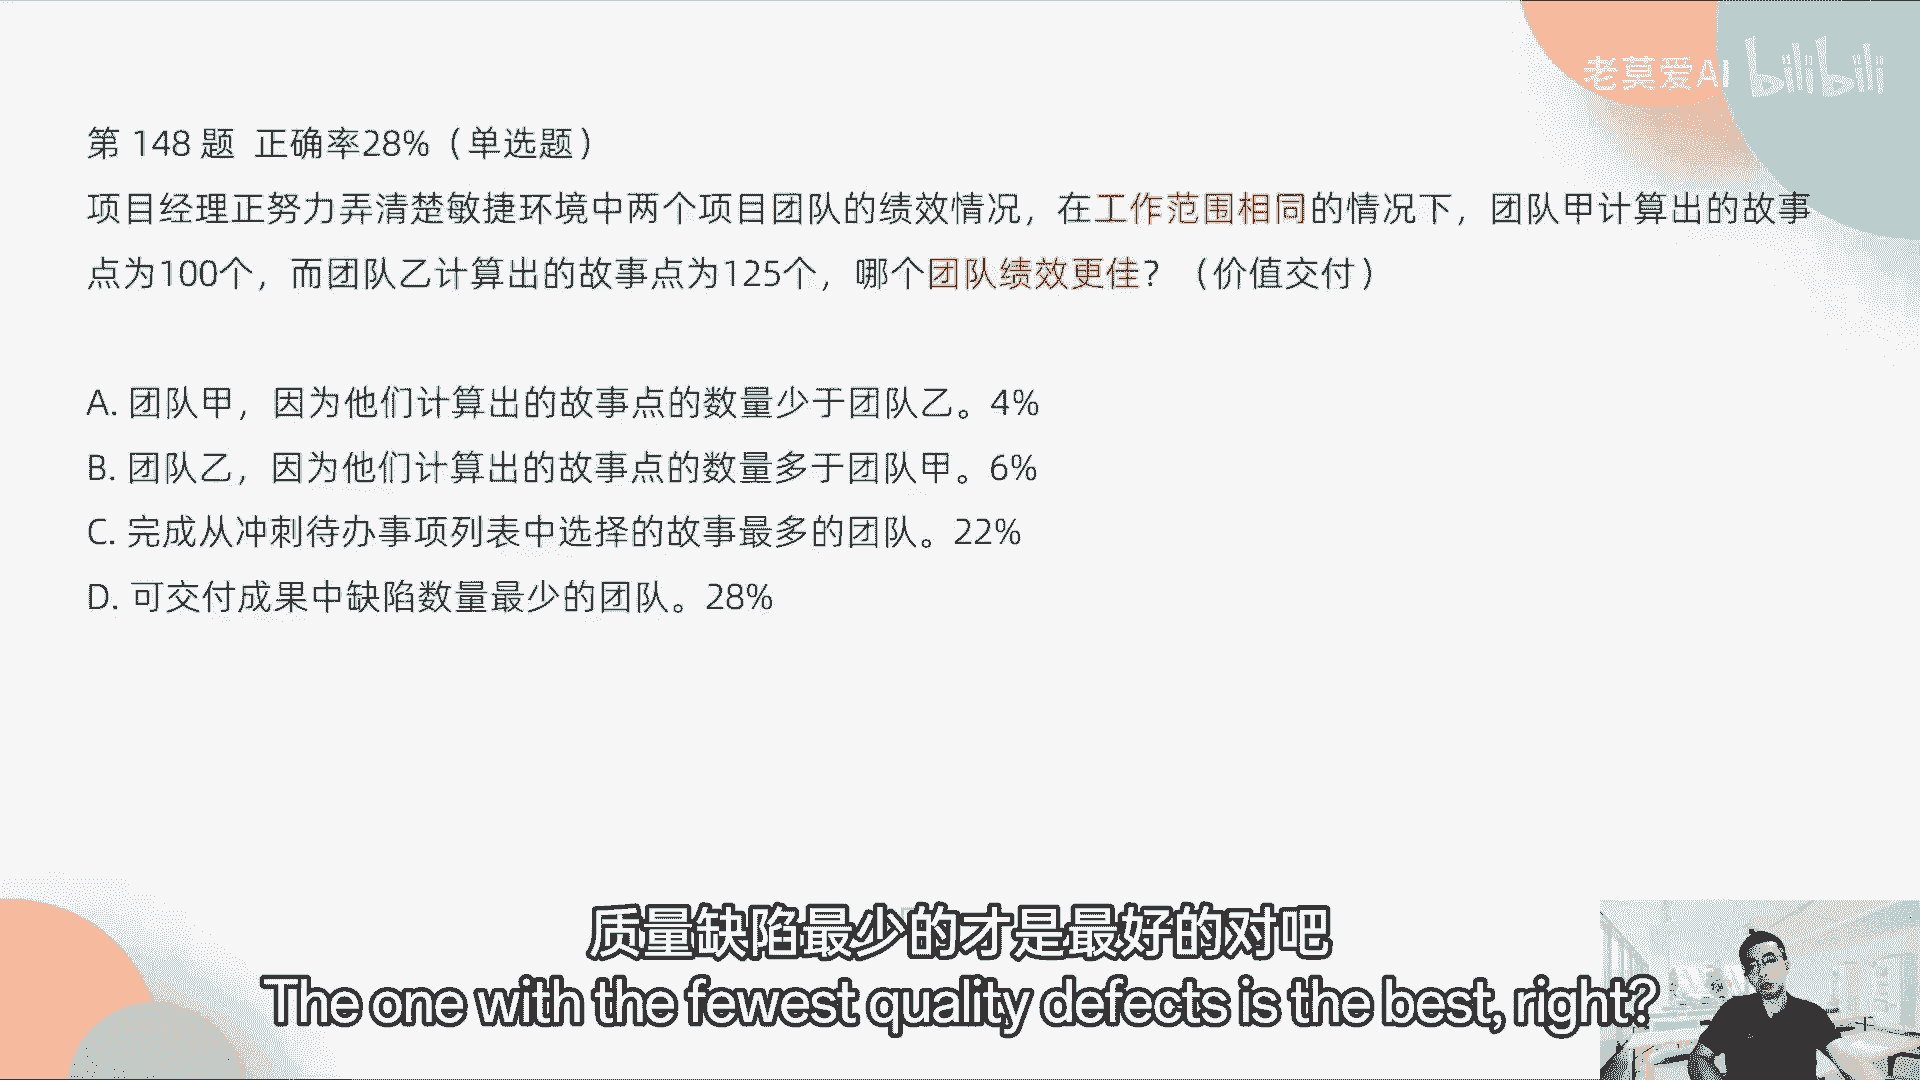 老莫爱AI bilibili
第 148 题 正确率28%（单选题）
项目经理正努力弄清楚敏捷环境中两个项目团队的绩效情况，在工作范围相同的情况下，团队甲计算出的故事
点为100个，而团队乙计算出的故事点为125个，哪个团队绩效更佳？（价值交付）
A. 团队甲，因为他们计算出的故事点的数量少于团队乙。4%
B. 团队乙，因为他们计算出的故事点的数量多于团队甲。6%
C. 完成从冲刺待办事项列表中选择的故事最多的团队。22%
D. 可交付成果中缺陷数量最少的团队。28%
质量缺陷最少的才是最好的对吧
The one with the fewest quality defects is the best, right?